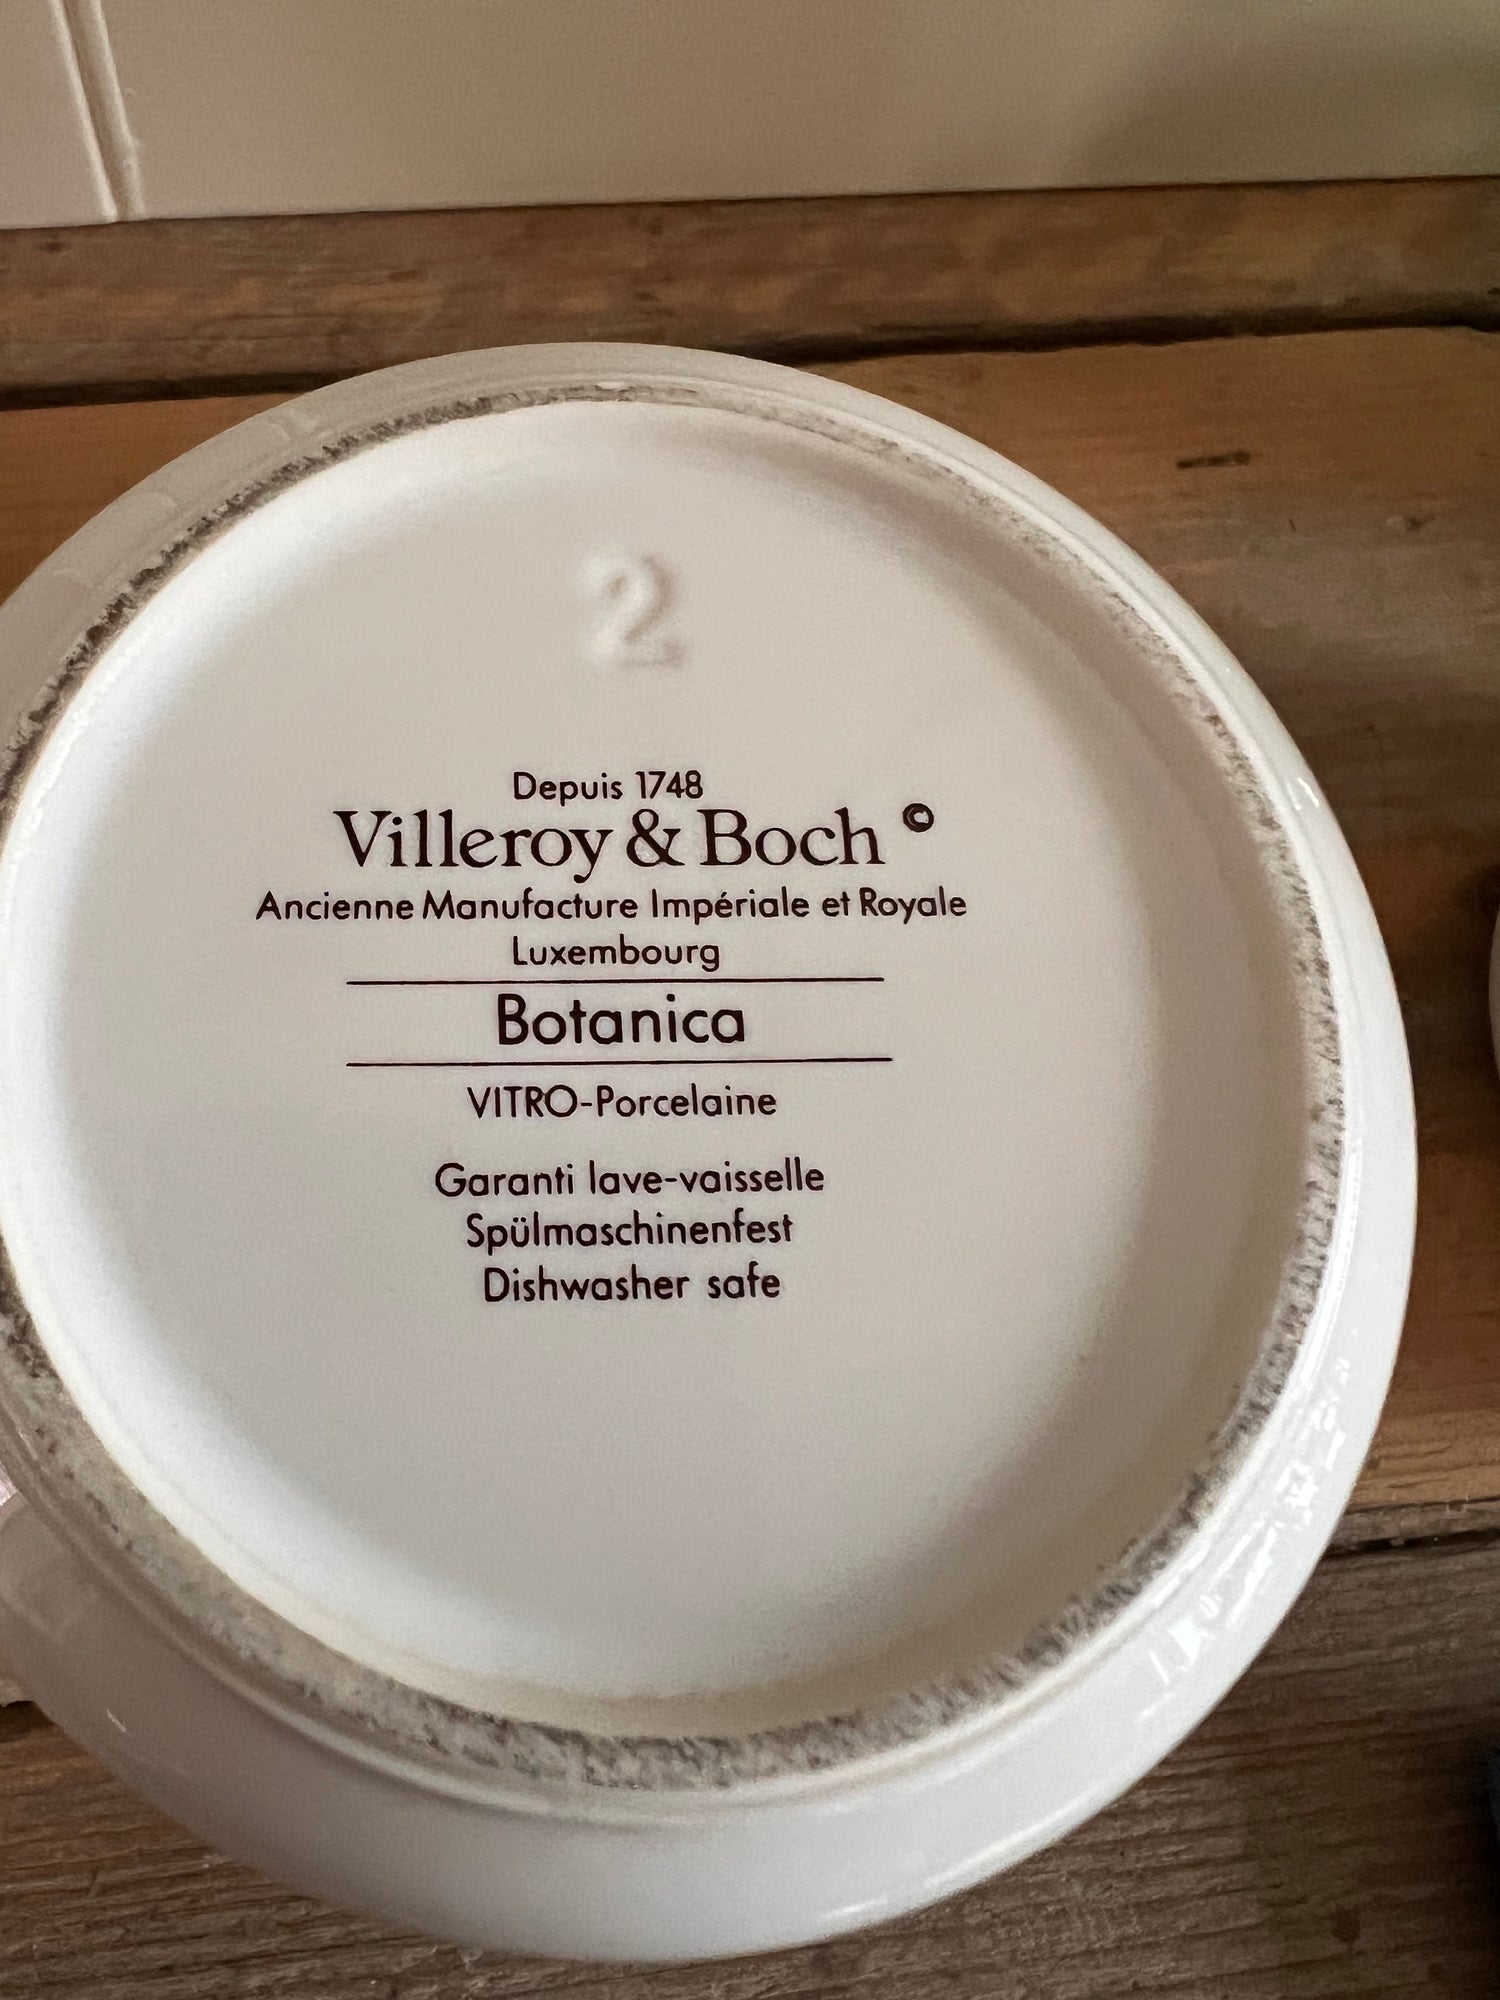 2
Depuis 1748
Villeroy & Boch ©
Ancienne Manufacture Impériale et Royale
Luxembourg
Botanica
VITRO-Porcelaine
Garanti lave-vaisselle
Spülmaschinenfest
Dishwasher safe